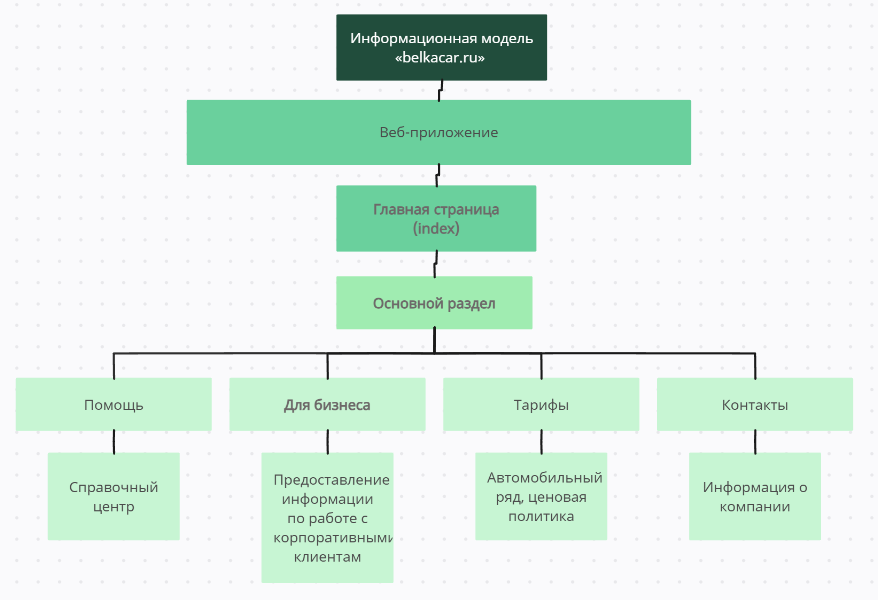 Информационная модель
«belkacar.ru»
Веб-приложение
Главная страница
(index)
Основной раздел
Помощь
Для бизнеса
Тарифы
Контакты
Справочный
центр
Предоставление
информации
по работе с
корпоративными
клиентам
Автомобильный
ряд, ценовая
политика
Информация о
компании